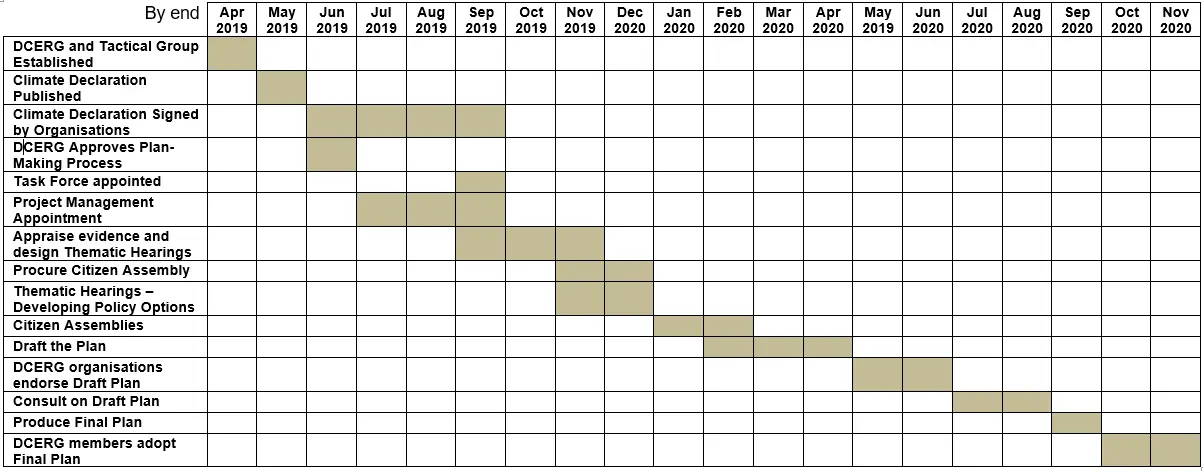 By end
Apr May Jun Jul Aug Sep Oct Nov Dec Jan Feb Mar Apr May Jun Jul Aug Sep Oct Nov
2019 2019 2019 2019 2019 2019 2019 2019 2020 2020 2020 2020 2020 2019 2020 2020 2020 2020 2020 2020
DCERG and Tactical Group
Established
Climate Declaration
Published
Climate Declaration Signed
by Organisations
DCERG Approves Plan-
Making Process
Task Force appointed
Project Management
Appointment
Appraise evidence and
design Thematic Hearings
Procure Citizen Assembly
Thematic Hearings –
Developing Policy Options
Citizen Assemblies
Draft the Plan
DCERG organisations
endorse Draft Plan
Consult on Draft Plan
Produce Final Plan
DCERG members adopt
Final Plan